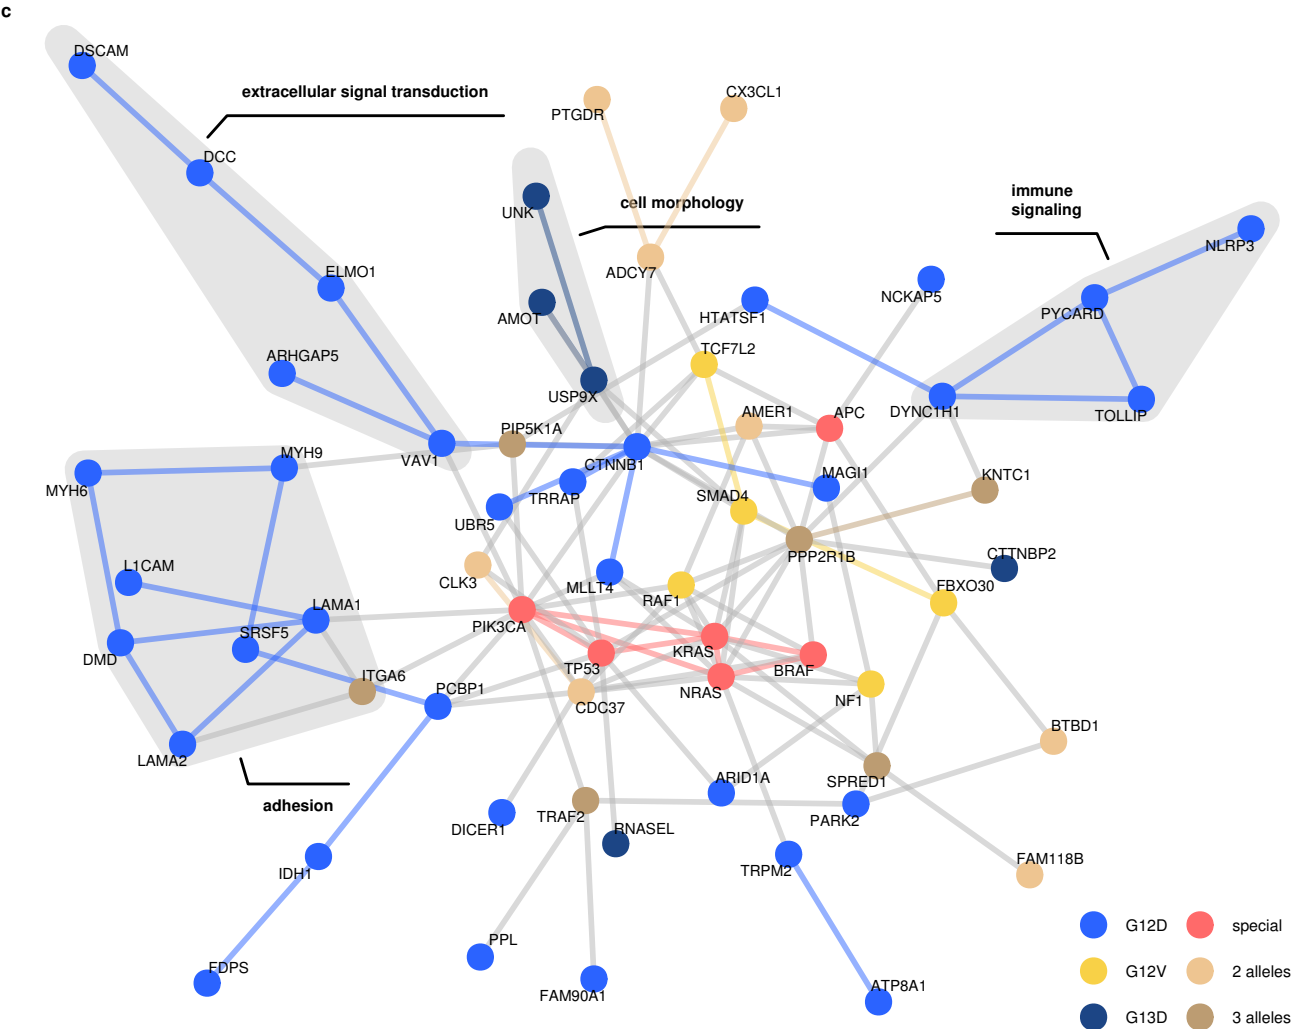 c
DSCAM
extracellular signal transduction
PTGDR
CX3CL1
DCC
immune
signaling
cell morphology
UNK
NLRP3
ELMO1
ADCY7
NCKAP5
PYCARD
AMOT
HTATSF1
TCF7L2
ARHGAP5
USP9X
AMER1
APC
DYNC1H1
TOLLIP
PIP5K1A
MYH9
VAV1
CTNNB1
MAGI1
KNTC1
MYH6
TRRAP
SMAD4
UBR5
PPP2R1B
CTTNBP2
L1CAM
CLK3
MLLT4
RAF1
FBXO30
LAMA1
PIK3CA
SRSF5
KRAS
DMD
TP53
BRAF
ITGA6
PCBP1
NRAS
NF1
CDC37
BTBD1
LAMA2
ARID1A
SPRED1
adhesion
TRAF2
PARK2
DICER1
RNASEL
FAM118B
IDH1
TRPM2
G12D
special
PPL
FDPS
G12V
2 alleles
FAM90A1
ATP8A1
G13D
3 alleles